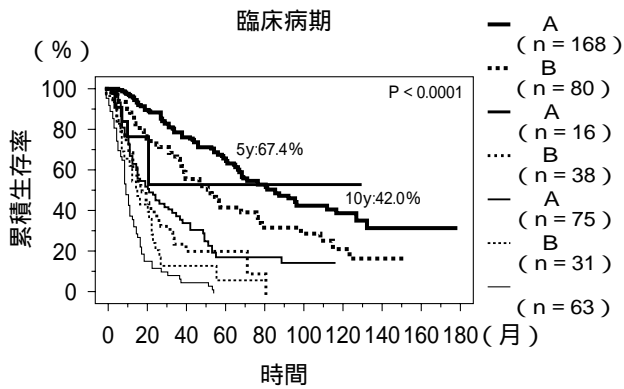 臨床病期
(%)
100
80
60
40
20
0
累積生存率
P < 0.0001
5y:67.4%
10y:42.0%
0 20 40 60 80 100 120 140 160 180 (月)
時間
A
(n = 168)
B
(n = 80)
A
(n = 16)
B
(n = 38)
A
(n = 75)
B
(n = 31)
(n = 63)